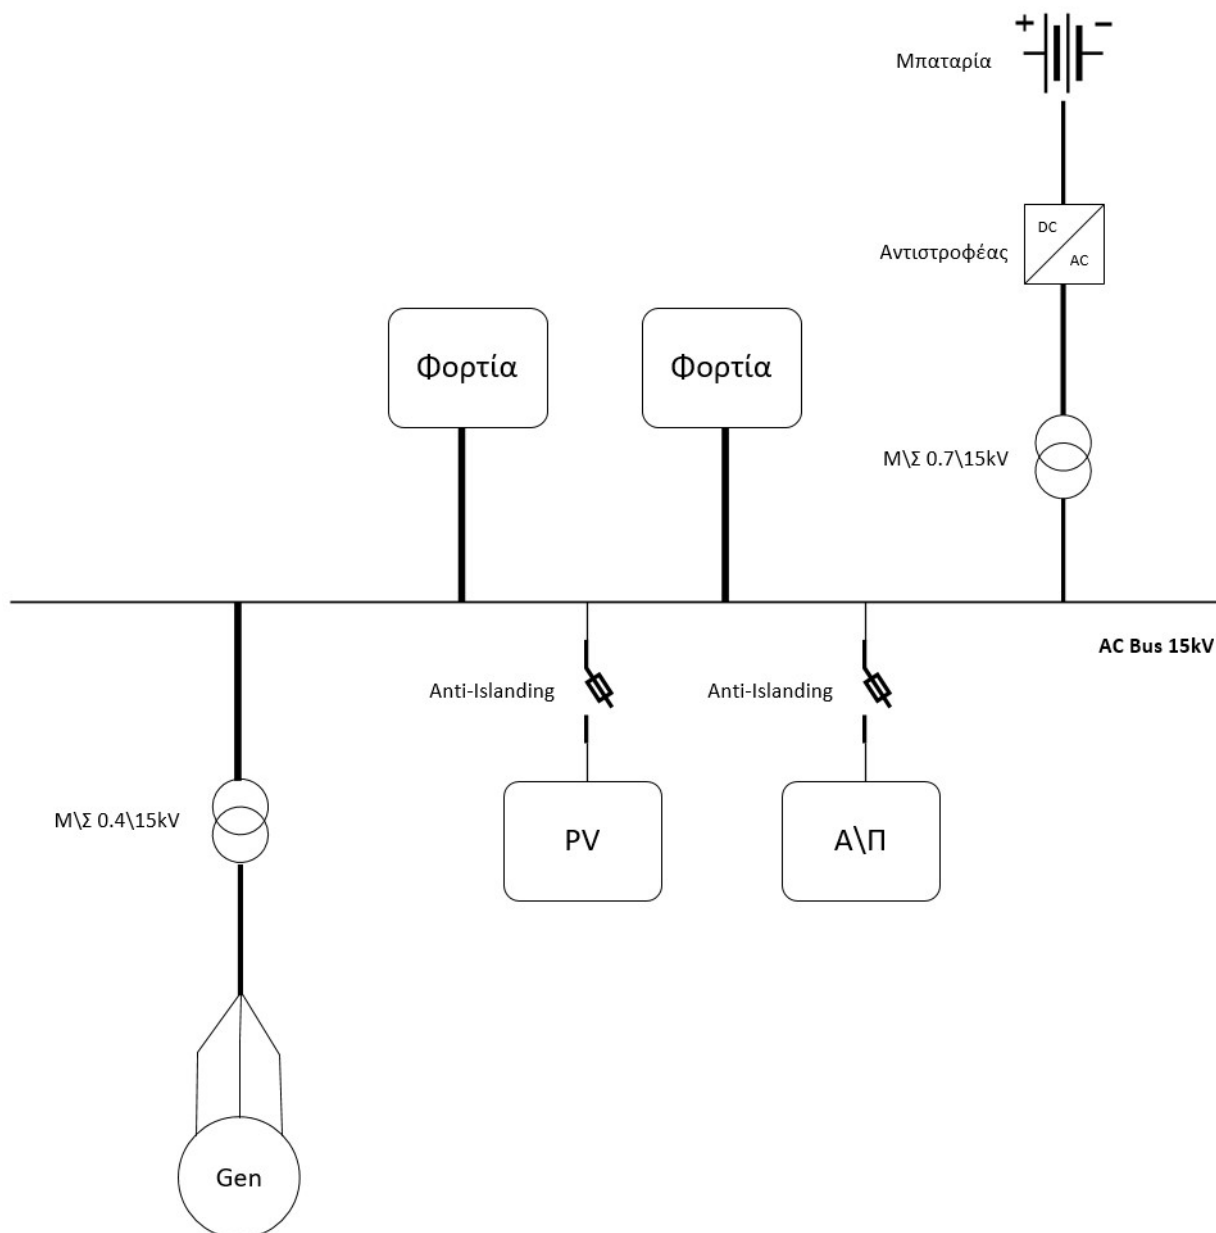 + −
Μπαταρία
DC
Αντιστροφέας
AC
Φορτία
Φορτία
Μ\Σ 0.7\15kV
AC Bus 15kV
Anti-Islanding
Anti-Islanding
Μ\Σ 0.4\15kV
PV
Α\Π
Gen